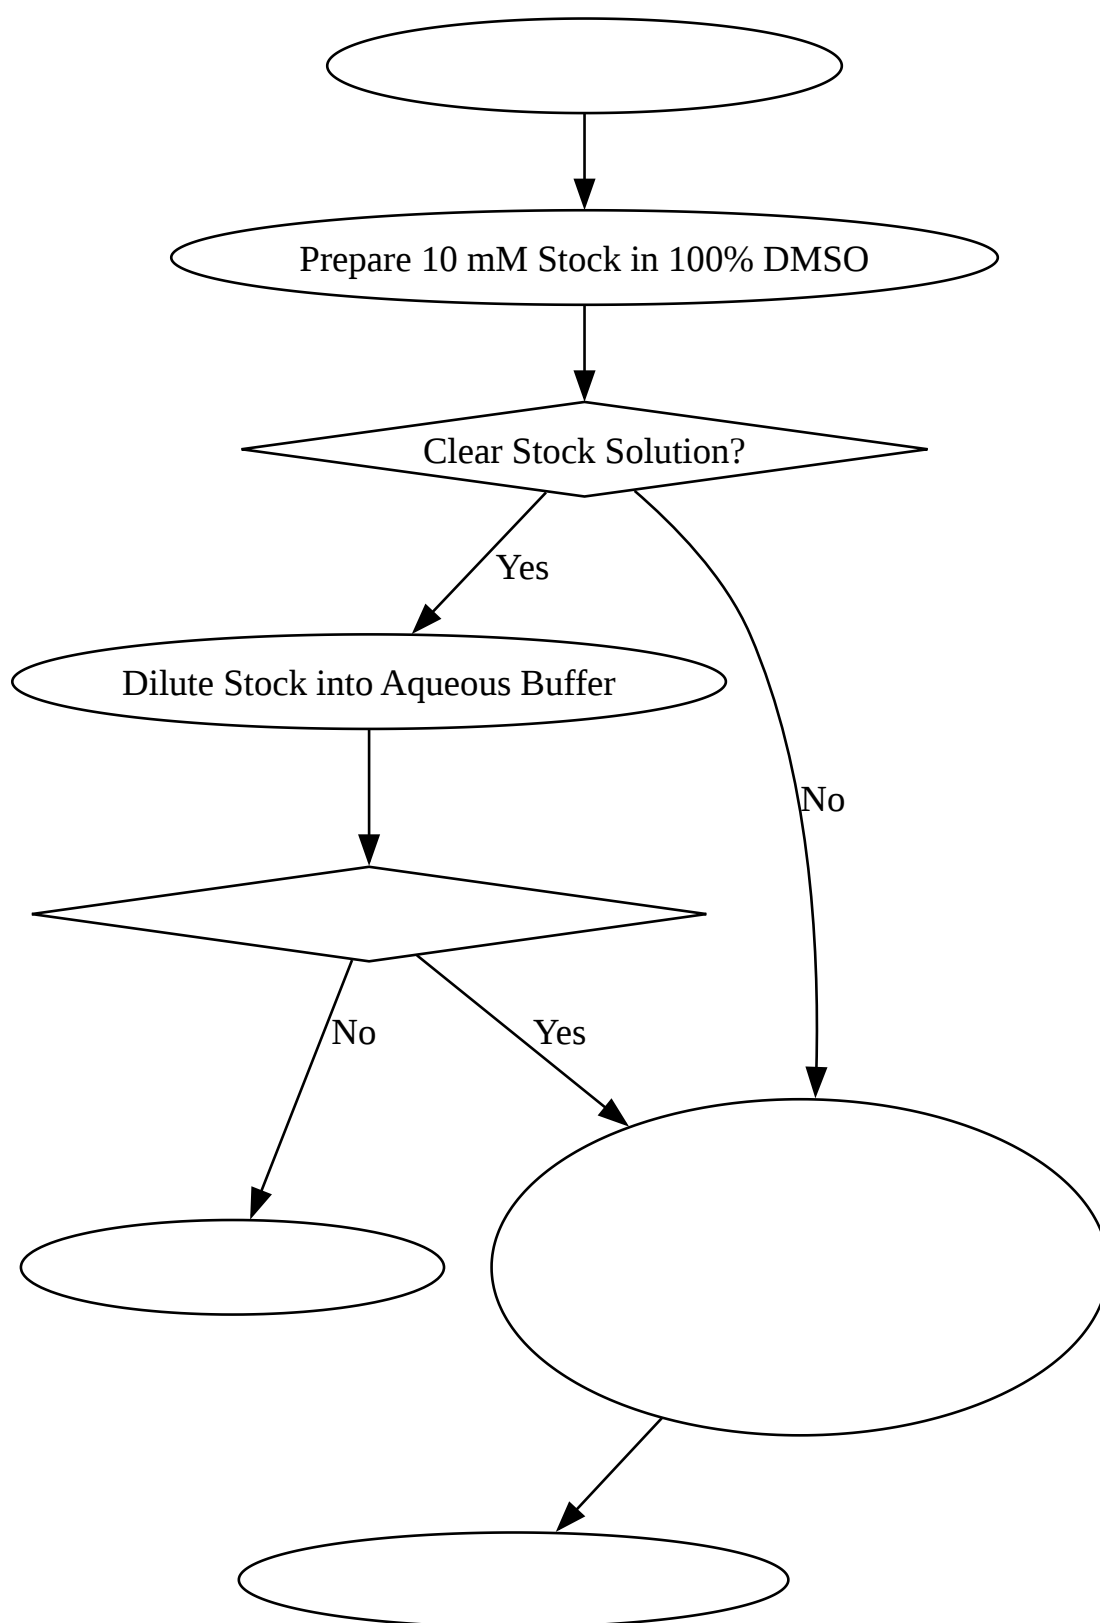 Prepare 10 mM Stock in 100% DMSO
Clear Stock Solution?
Yes
Dilute Stock into Aqueous Buffer
No
No
Yes